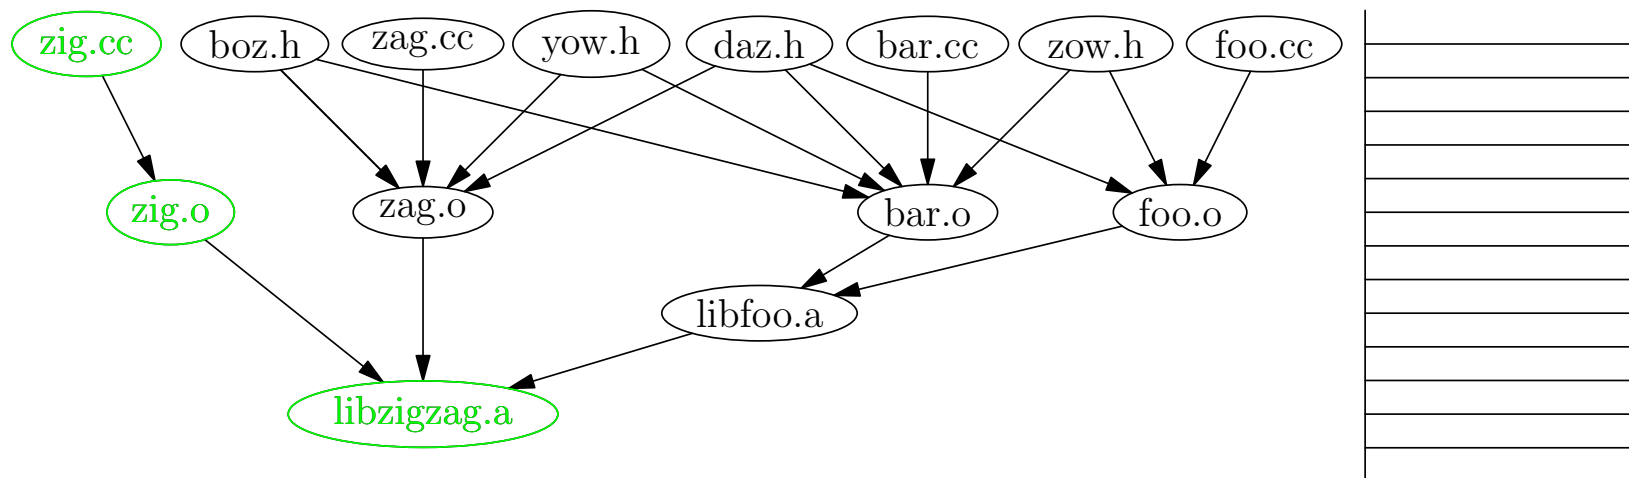 zig.cc boz.h zag.cc yow.h daz.h bar.cc zow.h foo.cc
zig.o zag.o bar.o foo.o
libfoo.a
libzigzag.a